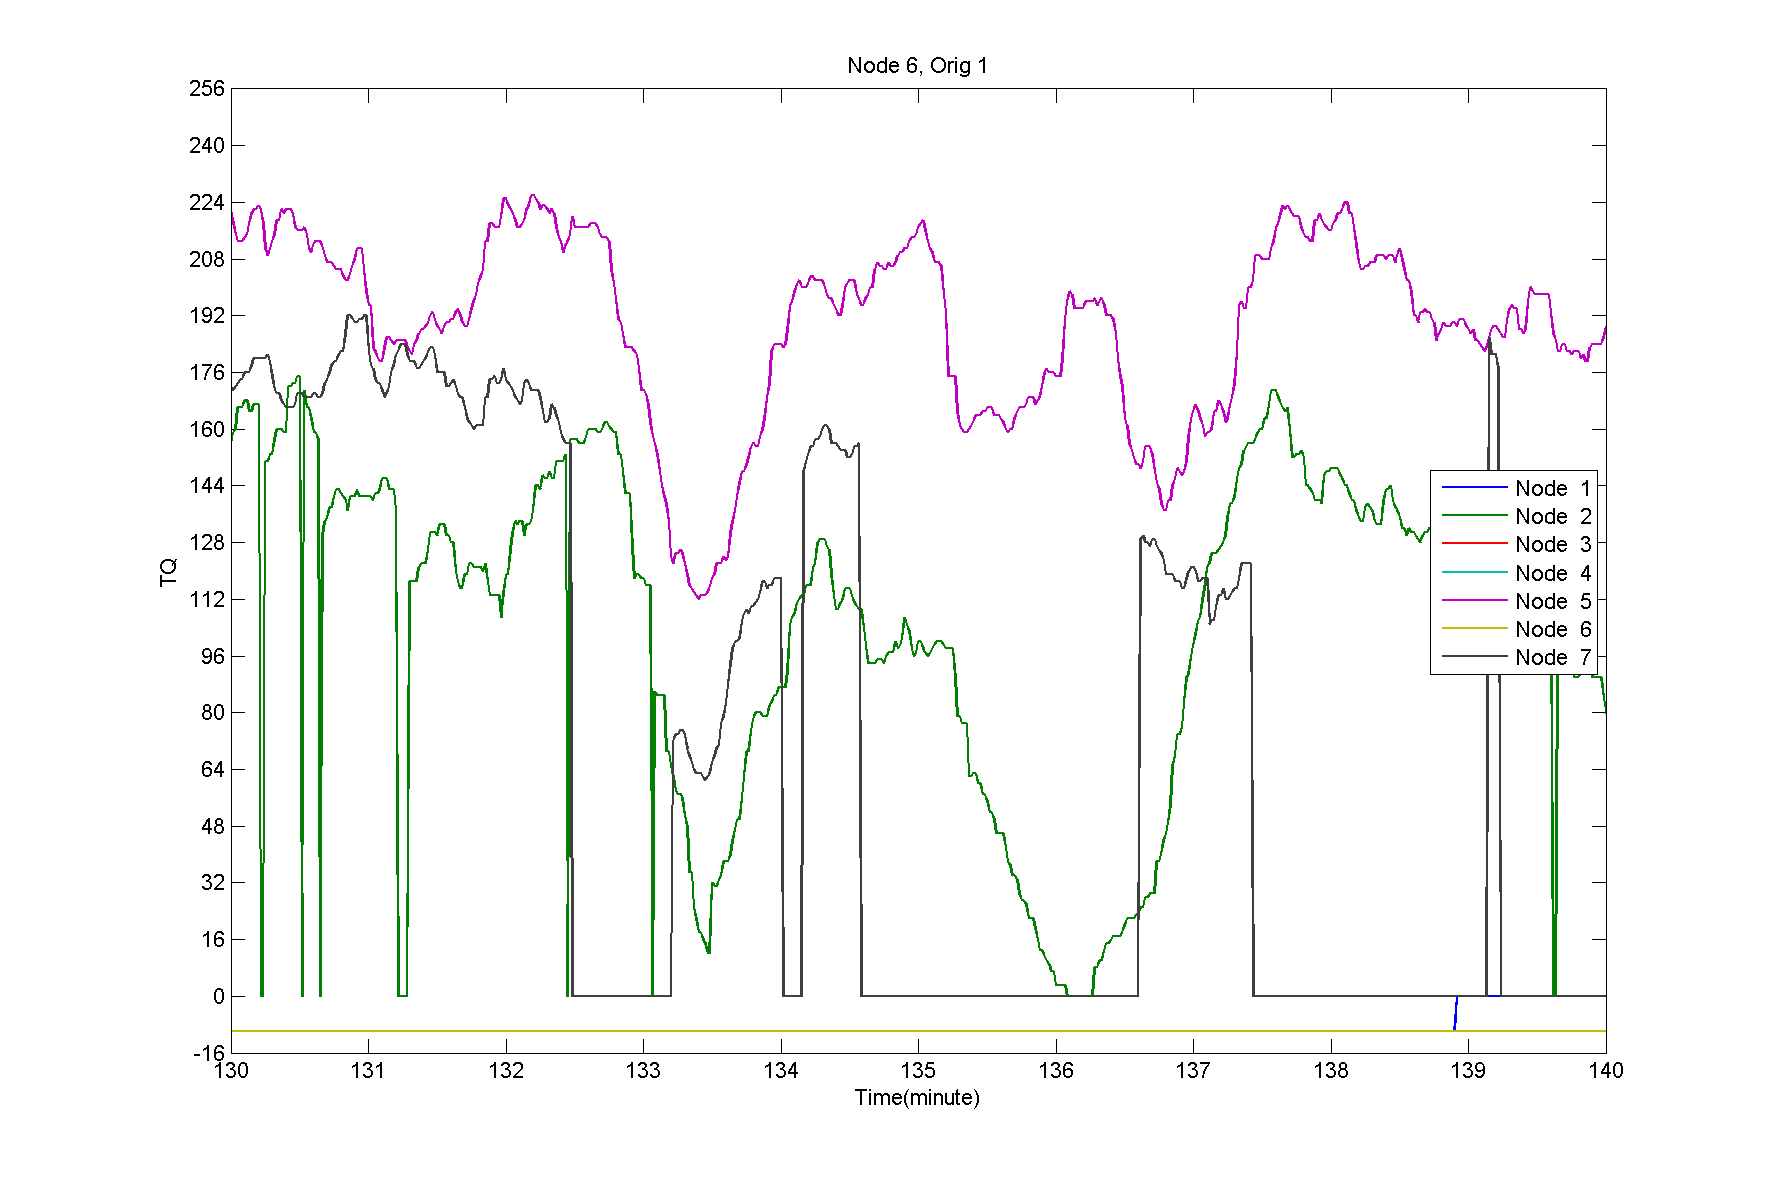 Node 6, Orig 1
256
240
224
208
192
176
160
144
128
112
96
80
64
48
32
16
0
-16
TQ
Node 1
Node 2
Node 3
Node 4
Node 5
Node 6
Node 7
130 131 132 133 134 135 136 137 138 139 140
Time(minute)